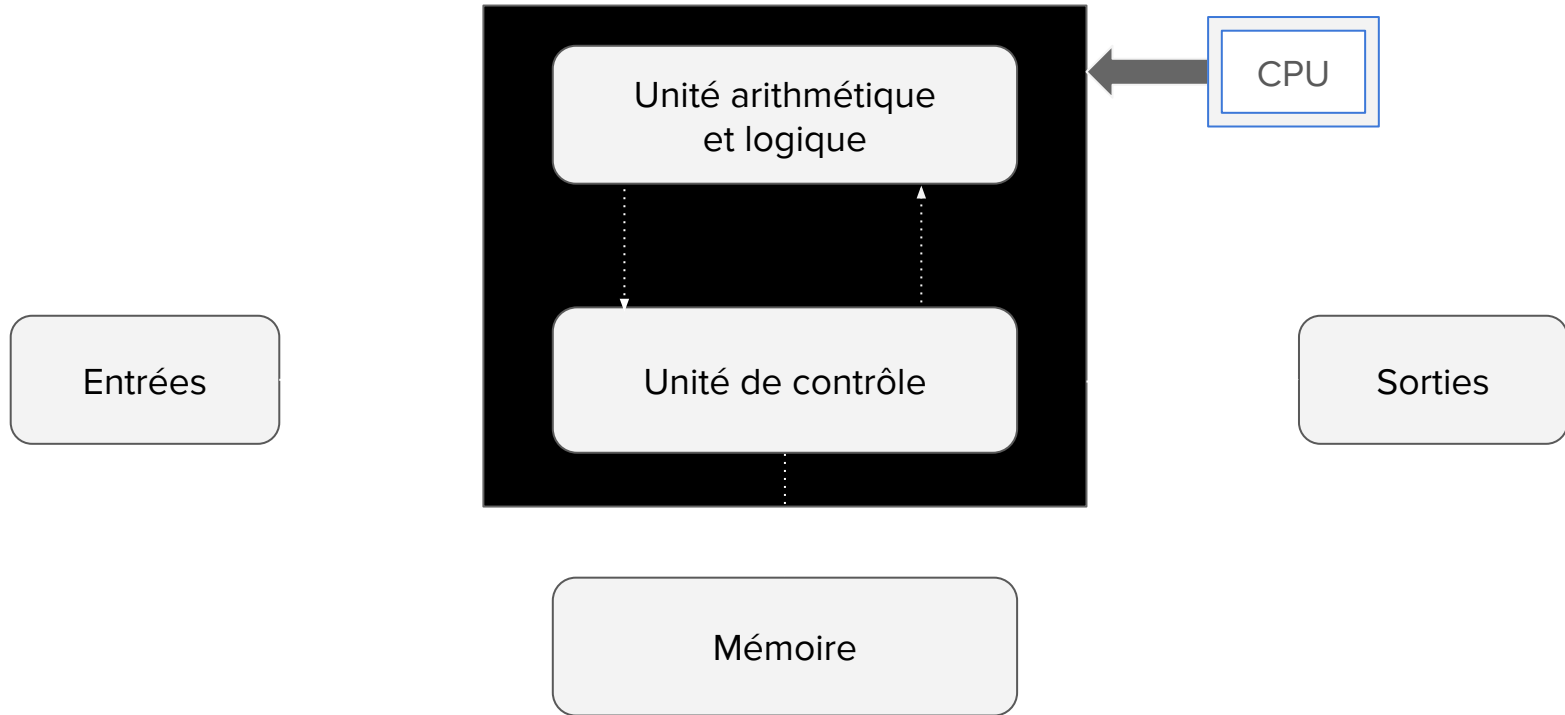 Unité arithmétique
et logique
CPU
Entrées
Unité de contrôle
Sorties
Mémoire